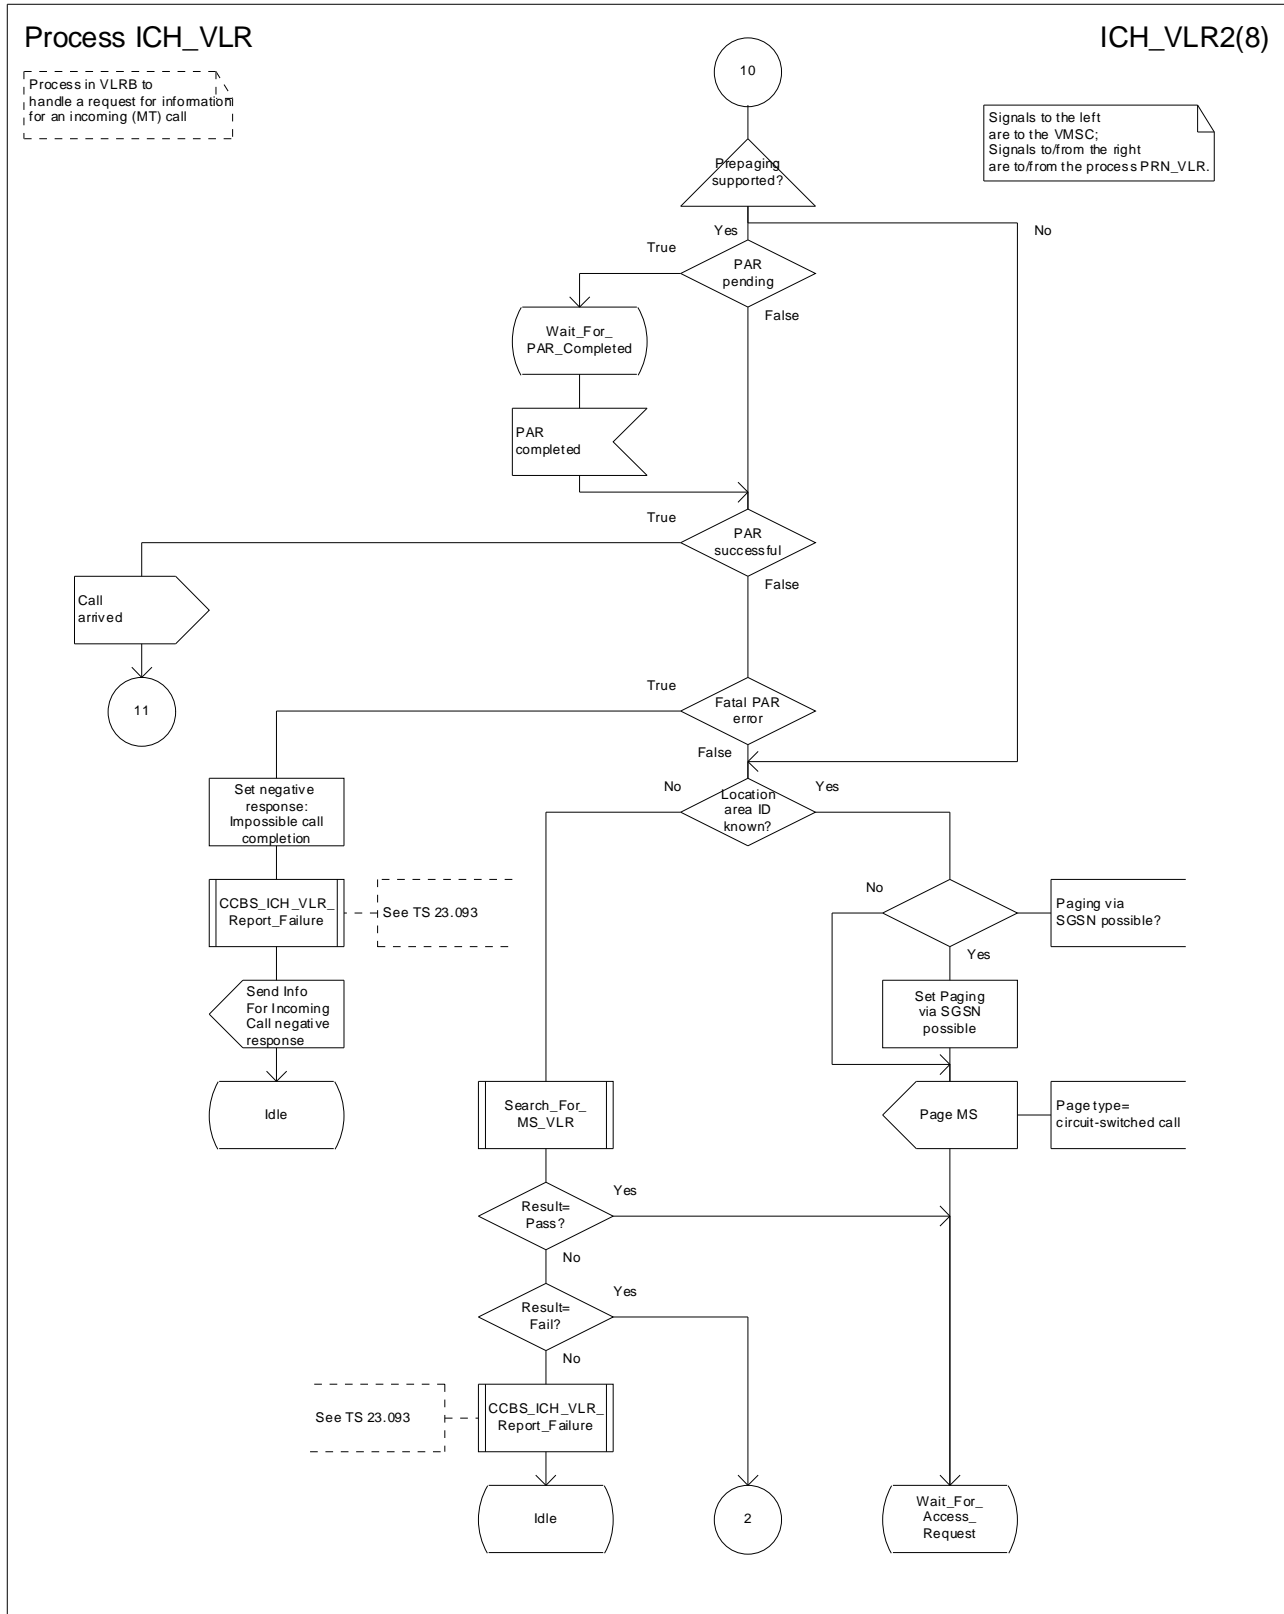 Process ICH_VLR
ICH_VLR2(8)
Process in VLRB to
handle a request for information
for an incoming (MT) call
10
Signals to the left
are to the VMSC;
Signals to/from the right
are to/from the process PRN_VLR.
Prepaging
supported?
Yes
No
True
PAR
pending
False
Wait_For_
PAR_Completed
PAR
completed
True
PAR
successful
False
Call
arrived
11
True
Fatal PAR
error
False
No
Location
area ID
known?
Yes
Set negative
response:
Impossible call
completion
CCBS_ICH_VLR_
Report_Failure
See TS 23.093
No
Paging via
SGSN possible?
Yes
Send Info
For Incoming
Call negative
response
Set Paging
via SGSN
possible
Idle
Search_For_
MS_VLR
Page MS
Page type=
circuit-switched call
Result=
Pass?
Yes
No
Result=
Fail?
Yes
No
See TS 23.093
CCBS_ICH_VLR_
Report_Failure
Idle
2
Wait_For_
Access_
Request